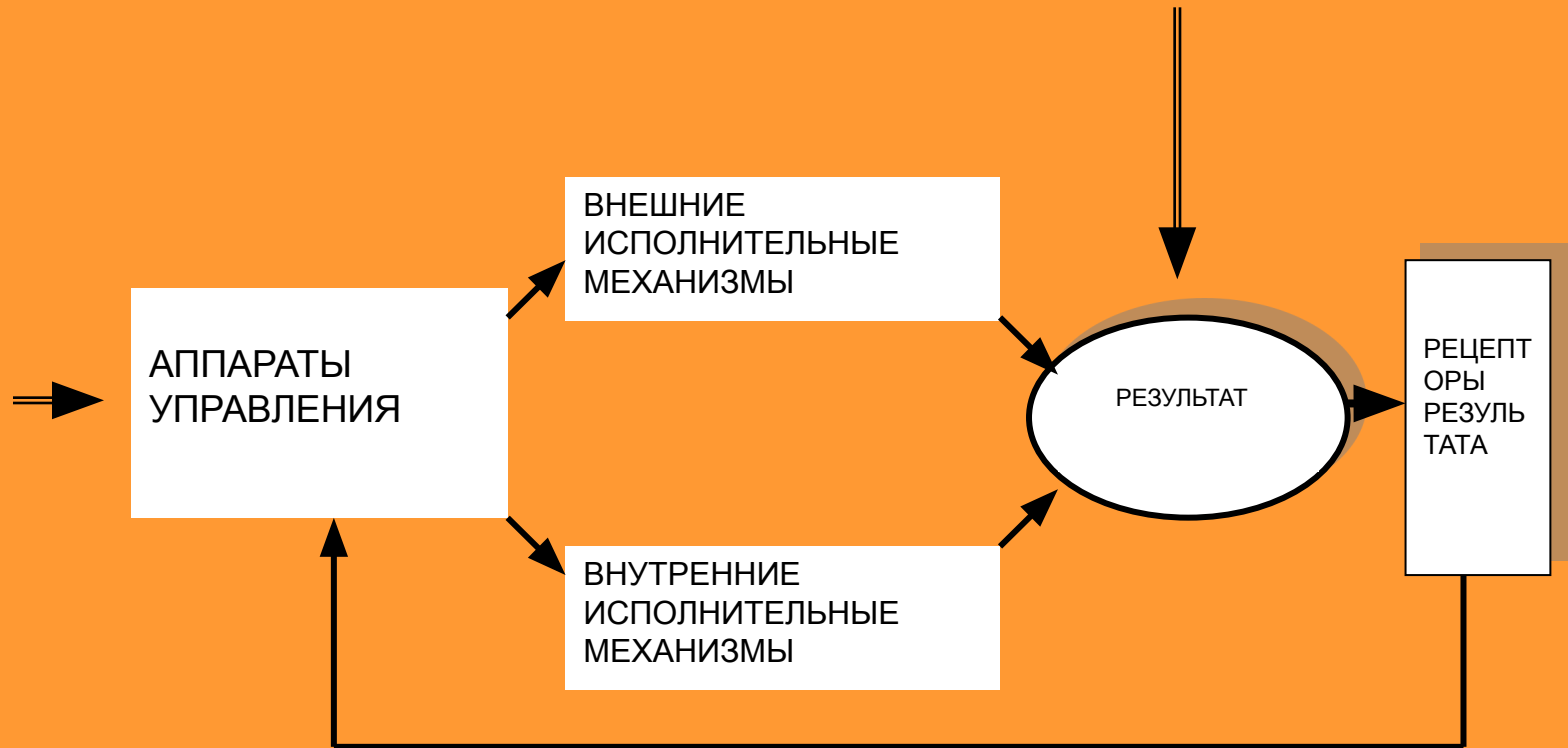 ВНЕШНИЕ
ИСПОЛНИТЕЛЬНЫЕ
МЕХАНИЗМЫ
АППАРАТЫ
УПРАВЛЕНИЯ
РЕЗУЛЬТАТ
РЕЦЕПТ
ОРЫ
РЕЗУЛЬ
ТАТА
ВНУТРЕННИЕ
ИСПОЛНИТЕЛЬНЫЕ
МЕХАНИЗМЫ